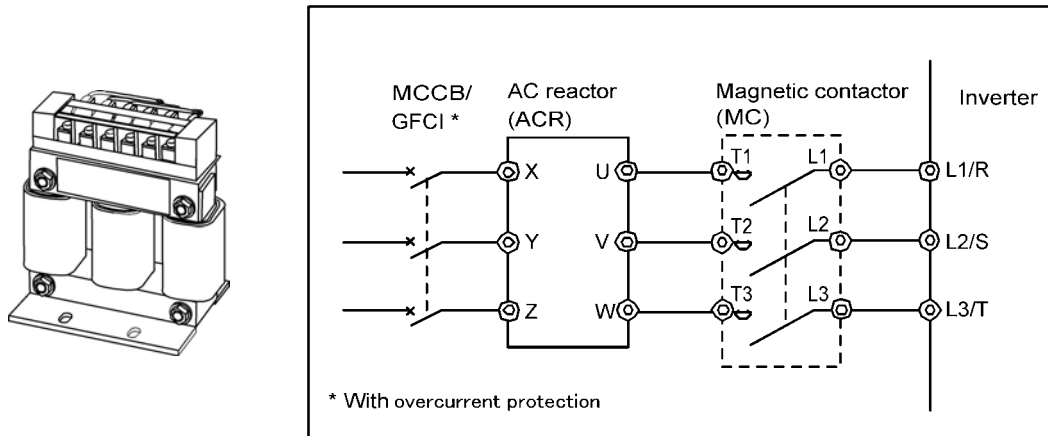 MCCB/
GFCI *
AC reactor
(ACR)
Magnetic contactor
(MC)
Inverter
X
U
T1
L1
L1/R
Y
V
T2
L2
L2/S
Z
W
T3
L3
L3/T
* With overcurrent protection